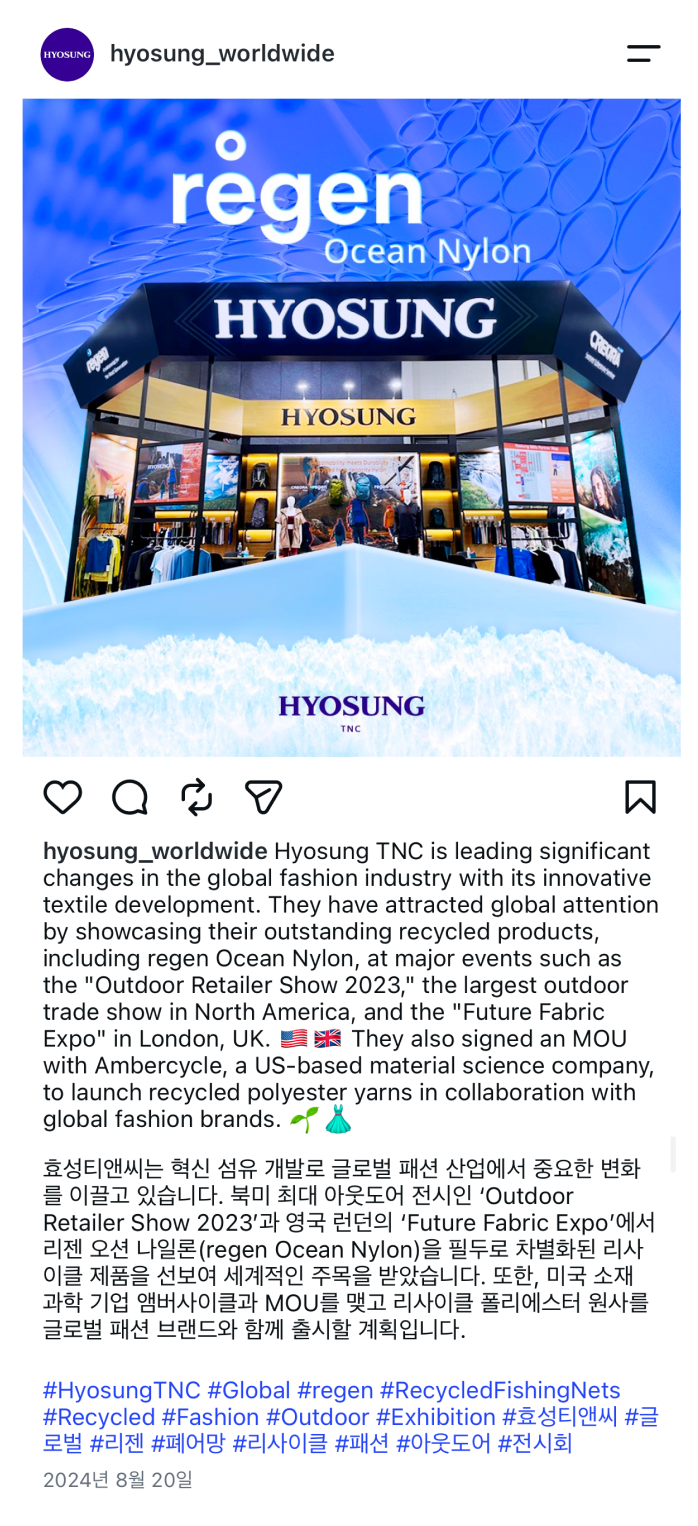 HYOSUNG
hyosung_worldwide
regen
Ocean Nylon
HYOSUNG
regen
CREORA
HYOSUNG
HYOSUNG
HYOSUNG
TNC
hyosung_worldwide Hyosung TNC is leading significant
changes in the global fashion industry with its innovative
textile development. They have attracted global attention
by showcasing their outstanding recycled products,
including regen Ocean Nylon, at major events such as
the "Outdoor Retailer Show 2023," the largest outdoor
trade show in North America, and the "Future Fabric
Expo" in London, UK. 🇺🇸 🇬🇧 They also signed an MOU
with Ambercycle, a US-based material science company,
to launch recycled polyester yarns in collaboration with
global fashion brands. 🌱👗
효성티앤씨는 혁신 섬유 개발로 글로벌 패션 산업에서 중요한 변화
를 이끌고 있습니다. 북미 최대 아웃도어 전시인 ‘Outdoor
Retailer Show 2023’과 영국 런던의 ‘Future Fabric Expo’에서
리젠 오션 나일론(regen Ocean Nylon)을 필두로 차별화된 리사
이클 제품을 선보여 세계적인 주목을 받았습니다. 또한, 미국 소재
과학 기업 앰버사이클과 MOU를 맺고 리사이클 폴리에스터 원사를
글로벌 패션 브랜드와 함께 출시할 계획입니다.
#HyosungTNC #Global #regen #RecycledFishingNets
#Recycled #Fashion #Outdoor #Exhibition #효성티앤씨 #글
로벌 #리젠 #폐어망 #리사이클 #패션 #아웃도어 #전시회
2024년 8월 20일